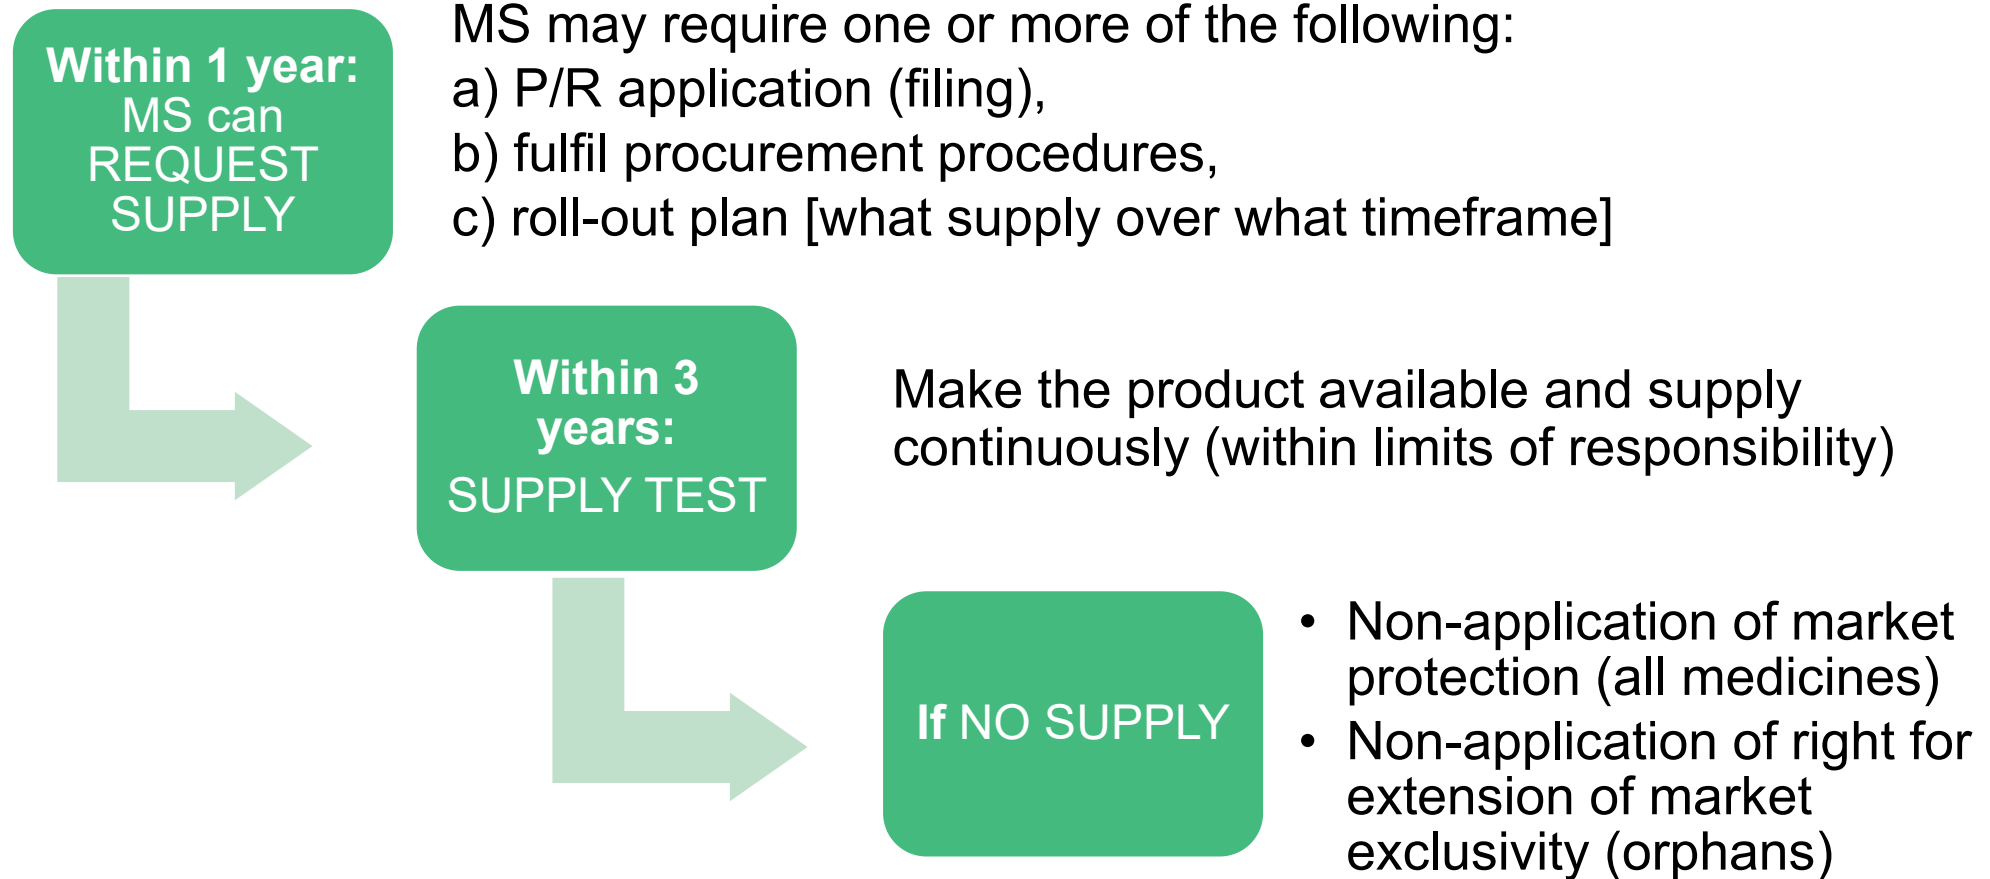 Within 1 year:
MS can
REQUEST
SUPPLY
MS may require one or more of the following:
a) P/R application (filing),
b) fulfil procurement procedures,
c) roll-out plan [what supply over what timeframe]
Within 3
years:
SUPPLY TEST
Make the product available and supply
continuously (within limits of responsibility)
If NO SUPPLY
• Non-application of market
protection (all medicines)
• Non-application of right for
extension of market
exclusivity (orphans)